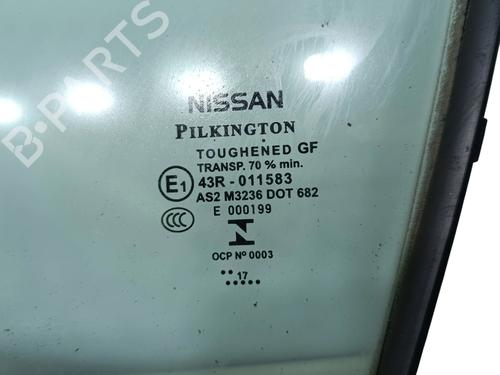 B-PARTS
NISSAN
PILKINGTON
TOUGHENED GF
TRANSP. 70 % min.
E1 43R - 011583
AS2 M3236 DOT 682
E 000199
CCC
N
OCP Nº 0003
.. 17
.....